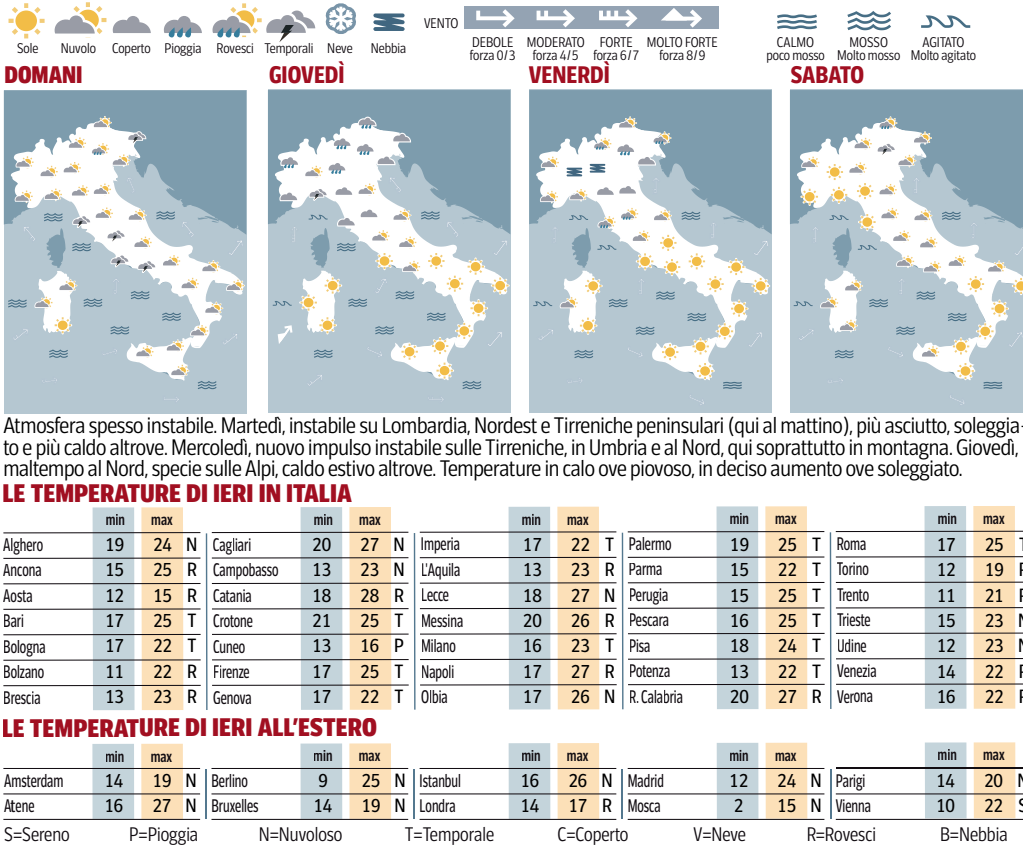 Sole Nuvolo Coperto Pioggia Rovesci Temporali Neve Nebbia
VENTO
DEBOLE MODERATO FORTE MOLTO FORTE
forza 0/3 forza 4/5 forza 6/7 forza 8/9
CALMO MOSSO AGITATO
poco mosso Molto mosso Molto agitato
DOMANI GIOVEDÌ VENERDÌ SABATO
Atmosfera spesso instabile. Martedì, instabile su Lombardia, Nordest e Tirreniche peninsulari (qui al mattino), più asciutto, soleggia-
to e più caldo altrove. Mercoledì, nuovo impulso instabile sulle Tirreniche, in Umbria e al Nord, qui soprattutto in montagna. Giovedì,
maltempo al Nord, specie sulle Alpi, caldo estivo altrove. Temperature in calo ove piovoso, in deciso aumento ove soleggiato.
LE TEMPERATURE DI IERI IN ITALIA
min max min max min max min max min max
Alghero 19 24 N Cagliari 20 27 N Imperia 17 22 T Palermo 19 25 T Roma 17 25 T
Ancona 15 25 R Campobasso 13 23 N L'Aquila 13 23 R Parma 15 22 T Torino 12 19 R
Aosta 12 15 R Catania 18 28 R Lecce 18 27 N Perugia 15 25 T Trento 11 21 R
Bari 17 25 T Crotone 21 25 T Messina 20 26 R Pescara 16 25 T Trieste 15 23 N
Bologna 17 22 T Cuneo 13 16 P Milano 16 23 T Pisa 18 24 T Udine 12 23 N
Bolzano 11 22 R Firenze 17 25 T Napoli 17 27 R Potenza 13 22 T Venezia 14 22
Brescia 13 23 R Genova 17 22 T Olbia 17 26 N R. Calabria 20 27 R Verona 16 22
LE TEMPERATURE DI IERI ALL'ESTERO
min max min max min max min max min max
Amsterdam 14 19 N Berlino 9 25 N Istanbul 16 26 N Madrid 12 24 N Parigi 14 20 N
Atene 16 27 N Bruxelles 14 19 N Londra 14 17 R Mosca 2 15 N Vienna 10 22 S
S=Sereno P=Pioggia N=Nuvoloso T=Temporale C=Coperto V=Neve R=Rovesci B=Nebbia